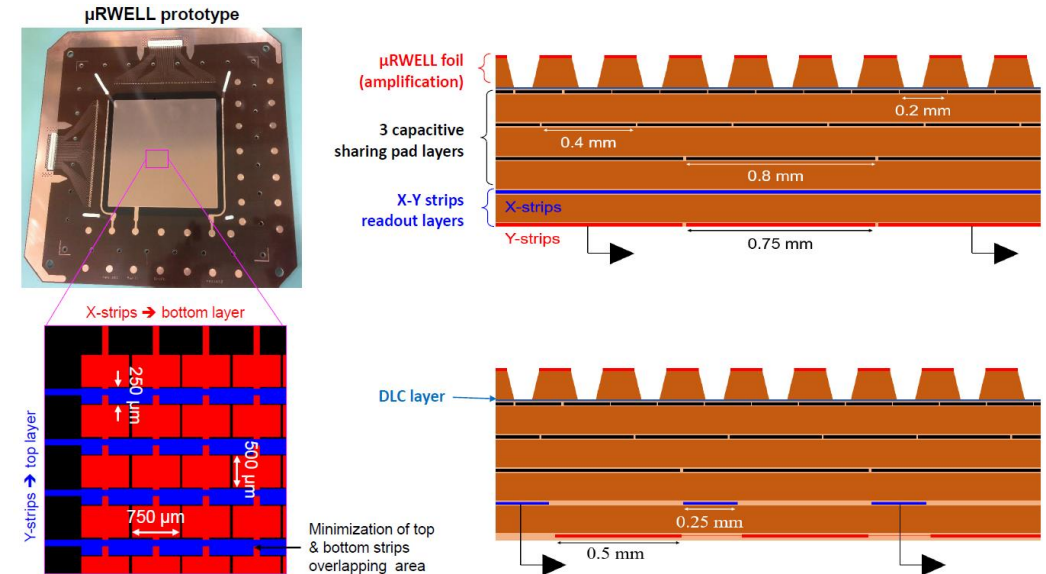 µRWELL prototype
µRWELL foil
(amplification)
3 capacitive
sharing pad layers
X-Y strips
readout layers
0.2 mm
0.4 mm
0.8 mm
X-strips
Y-strips
0.75 mm
X-strips ➔ bottom layer
Y-strips ➔ top layer
250 µm
500 µm
750 µm
Minimization of top
& bottom strips
overlapping area
DLC layer
0.25 mm
0.5 mm